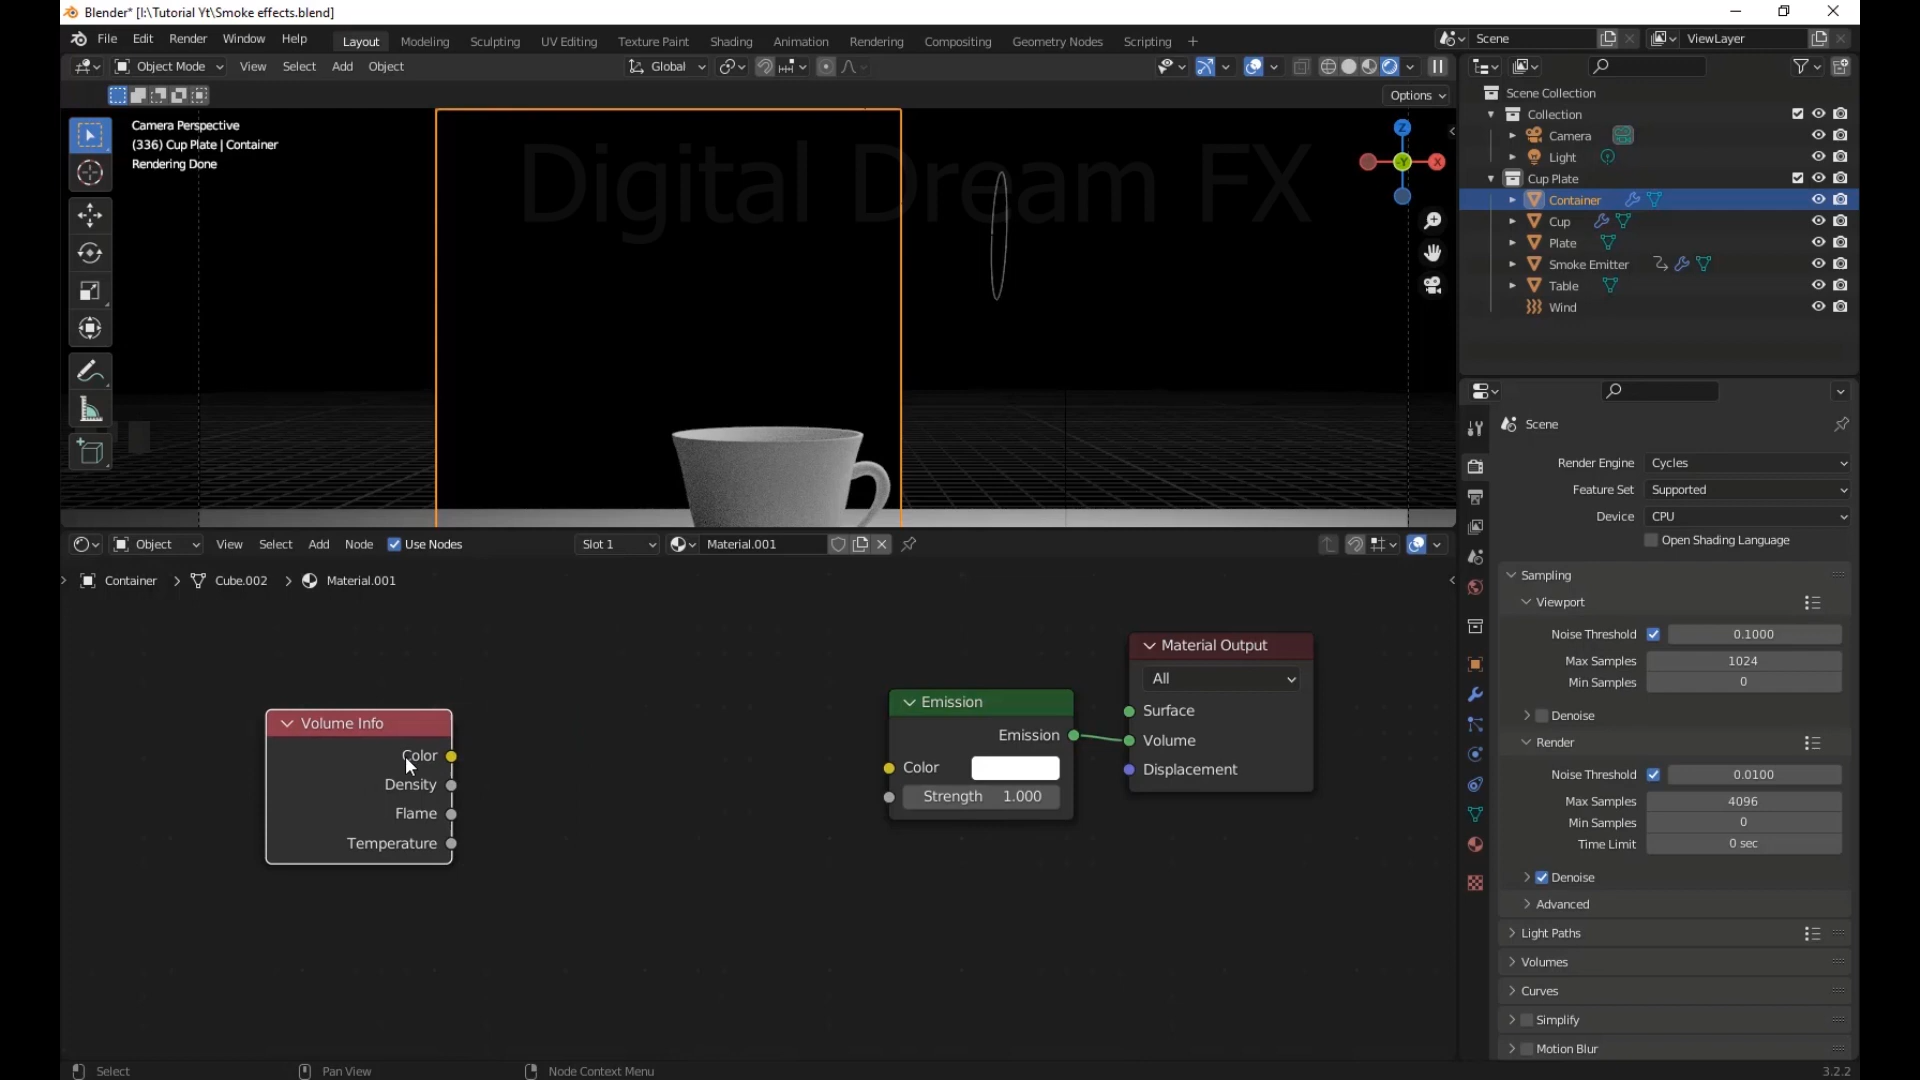 Blender* [I:\Tutorial Yt\Smoke effects.blend]
File Edit Render Window Help Layout Modeling Sculpting UV Editing Texture Paint Shading Animation Rendering Compositing Geometry Nodes Scripting + Scene ViewLayer
Object Mode View Select Add Object Global
Options
Camera Perspective
(336) Cup Plate | Container
Rendering Done
Digital Dream FX
Z
-Y
X
Scene Collection
Collection
Camera
Light
Cup Plate
Container
Cup
Plate
Smoke Emitter
Table
Wind
Scene
Render Engine Cycles
Feature Set Supported
Device CPU
Open Shading Language
Sampling
Viewport
Noise Threshold 0.1000
Max Samples 1024
Min Samples 0
Denoise
Render
Noise Threshold 0.0100
Max Samples 4096
Min Samples 0
Time Limit 0 sec
Denoise
Advanced
Light Paths
Volumes
Curves
Simplify
Motion Blur
Object View Select Add Node Use Nodes Slot 1 Material.001
Container > Cube.002 > Material.001
Volume Info
Color
Density
Flame
Temperature
Emission
Emission
Color
Strength 1.000
Material Output
All
Surface
Volume
Displacement
Select Pan View Node Context Menu 3.2.2